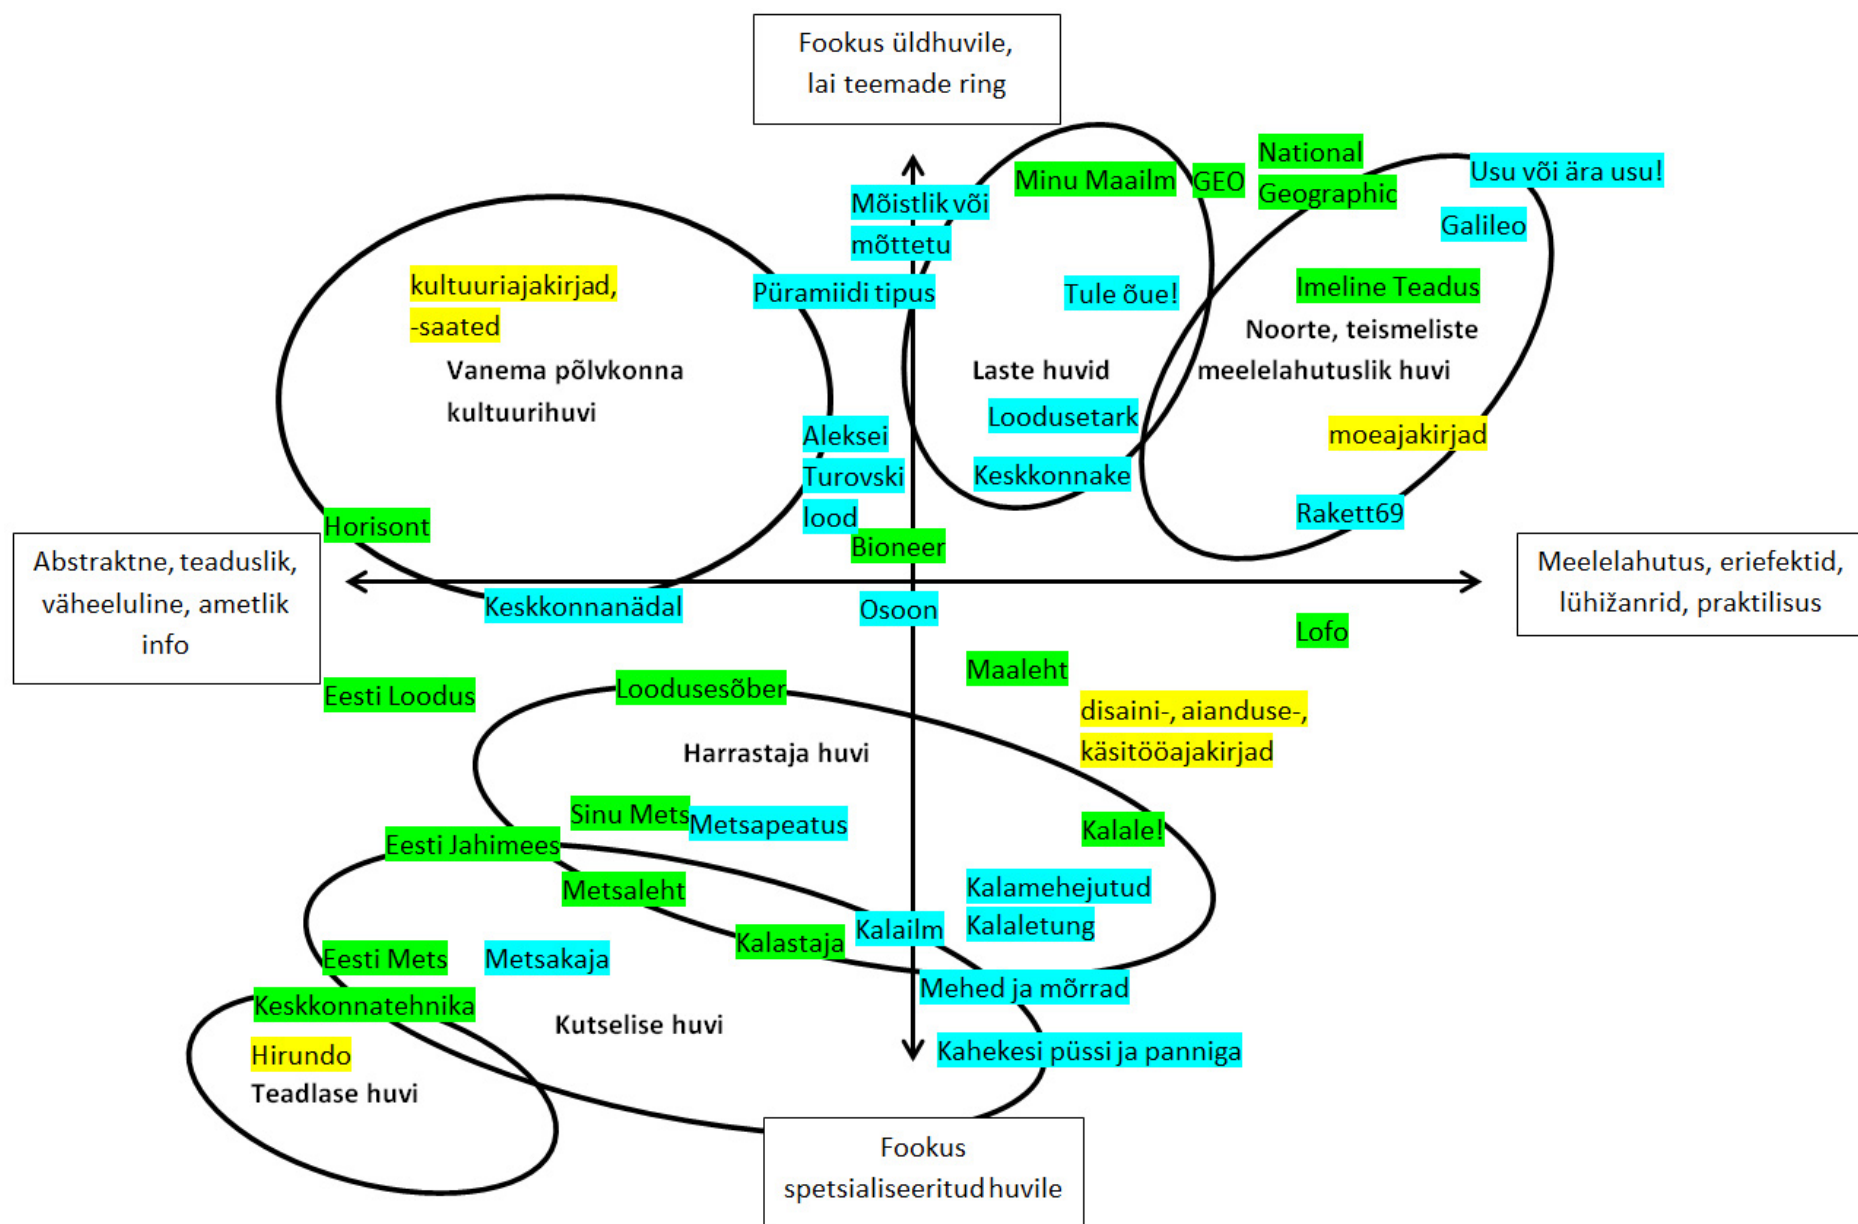 Fookus üldhuvile,
lai teemade ring
National
Geographic
Usu või ära usu!
Minu Maailm
GEO
Mõistlik või
mõttetu
Galileo
kultuuriajakirjad,
-saated
Püramiidi tipus
Tule õue!
Imeline Teadus
Noorte, teismeliste
meelelahutuslik huvi
Vanema põlvkonna
kultuurihuvi
Laste huvid
Loodusetark
Aleksei
Turovski
lood
moeajakirjad
Keskkonnake
Rakett69
Horisont
Bioneer
Abstraktne, teaduslik,
väheeluline, ametlik
info
Meelelahutus, eriefektid,
lühižanrid, praktilisus
Keskkonnanädal
Osoon
Lofo
Maaleht
Eesti Loodus
Loodusesõber
disaini-, aianduse-,
käsitööajakirjad
Harrastaja huvi
Sinu Mets
Metsapeatus
Kalale!
Eesti Jahimees
Metsaleht
Kalamehejutud
Kalaletung
Kalailm
Kalastaja
Eesti Mets
Metsakaja
Mehed ja mõrrad
Keskkonnatehnika
Kutselise huvi
Hirundo
Kahekesi püssi ja panniga
Teadlase huvi
Fookus
spetsialiseeritud huvile